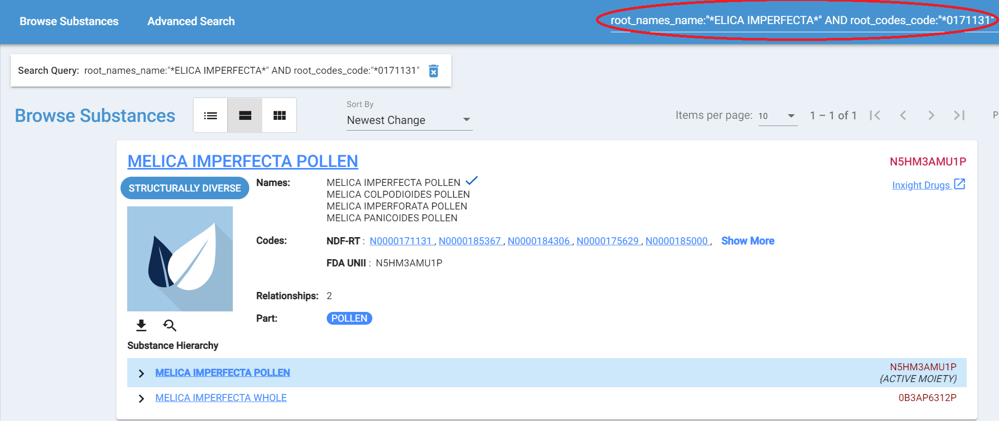 Browse Substances Advanced Search root_names_name:"*ELICA IMPERFECTA*" AND root_codes_code:"*0171131"
Search Query: root_names_name:"*ELICA IMPERFECTA*" AND root_codes_code:"*0171131"
Browse Substances
Sort By
Newest Change
Items per page: 10 1 – 1 of 1 P
MELICA IMPERFECTA POLLEN N5HM3AMU1P
STRUCTURALLY DIVERSE
Inxight Drugs
Names: MELICA IMPERFECTA POLLEN
MELICA COLPODIOIDES POLLEN
MELICA IMPERFORATA POLLEN
MELICA PANICOIDES POLLEN
Codes: NDF-RT : N0000171131 , N0000185367 , N0000184306 , N0000175629 , N0000185000 , Show More
FDA UNII : N5HM3AMU1P
Relationships: 2
Part: POLLEN
Substance Hierarchy
MELICA IMPERFECTA POLLEN N5HM3AMU1P
{ACTIVE MOIETY}
MELICA IMPERFECTA WHOLE 0B3AP6312P